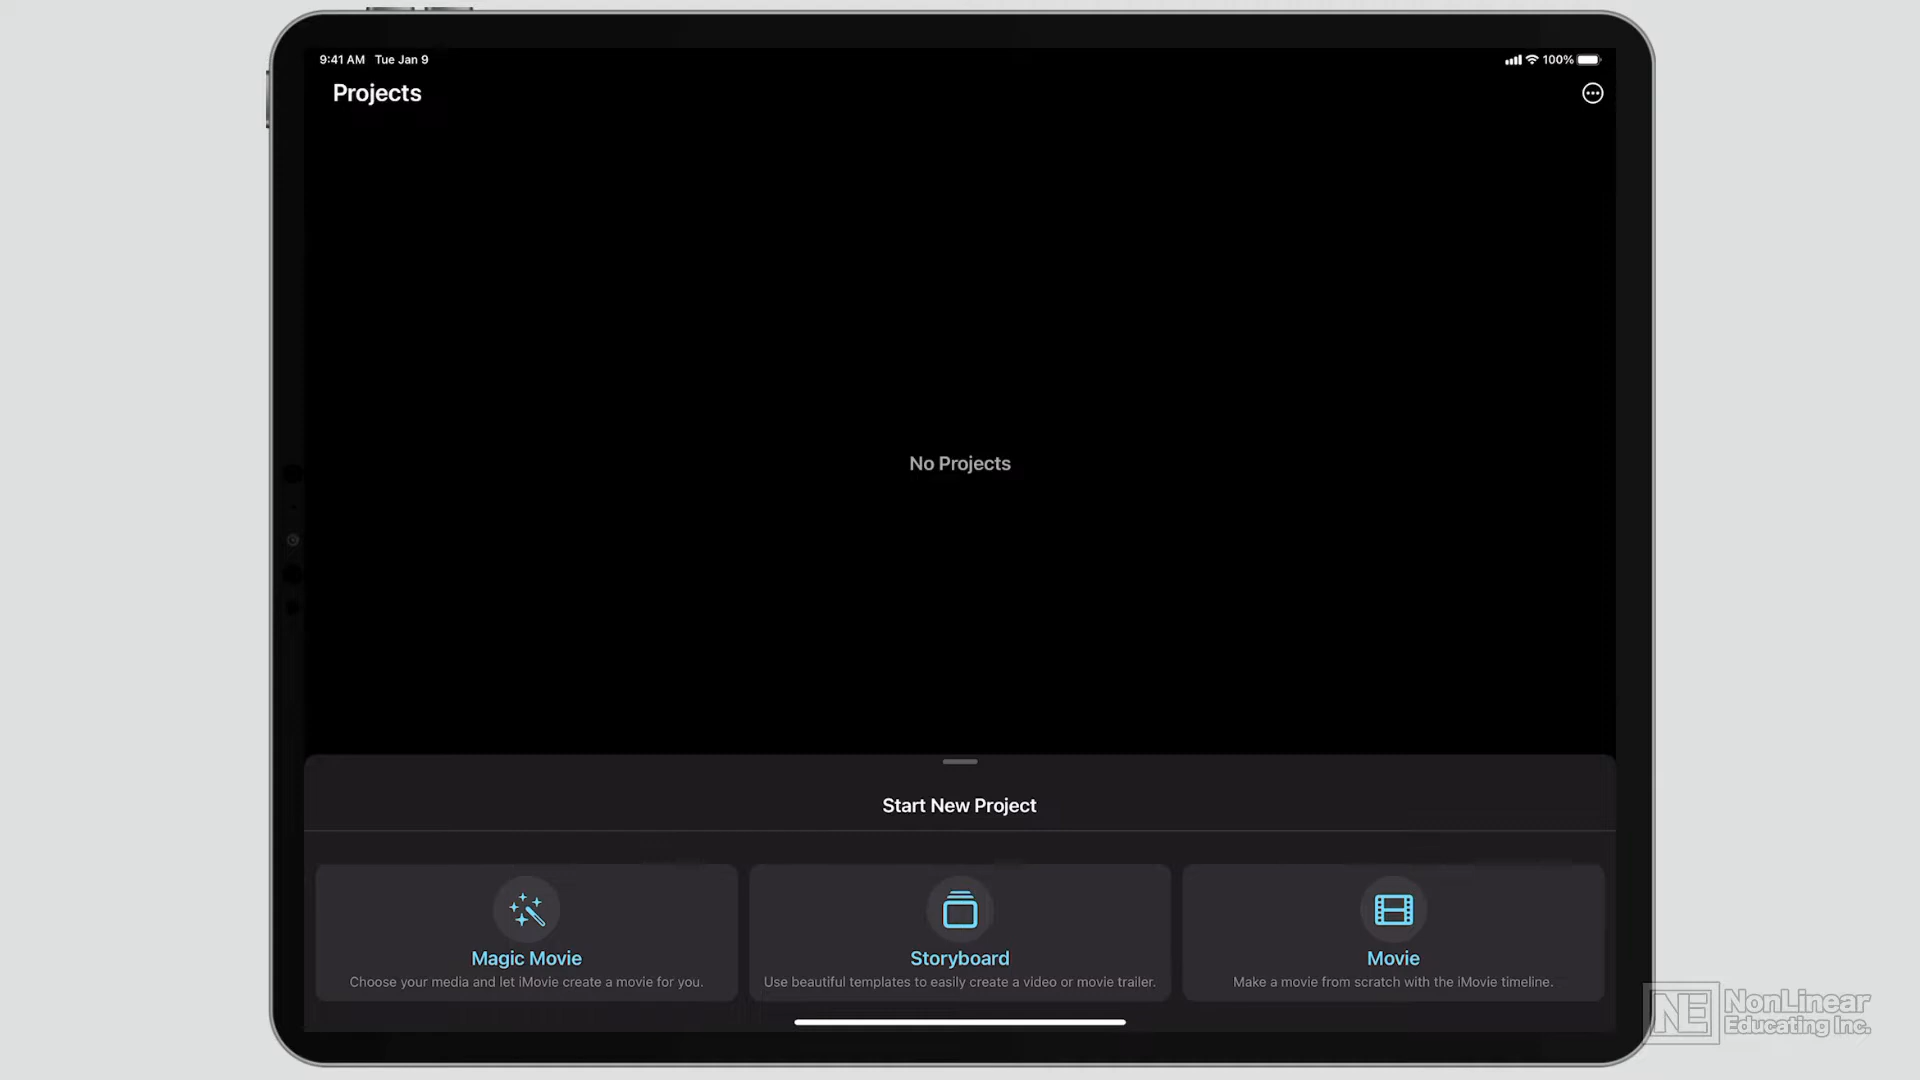 9:41 AM Tue Jan 9
100%
Projects
No Projects
Start New Project
Magic Movie
Choose your media and let iMovie create a movie for you.
Storyboard
Use beautiful templates to easily create a video or movie trailer.
Movie
Make a movie from scratch with the iMovie timeline.
NE NonLinear
Educating Inc.